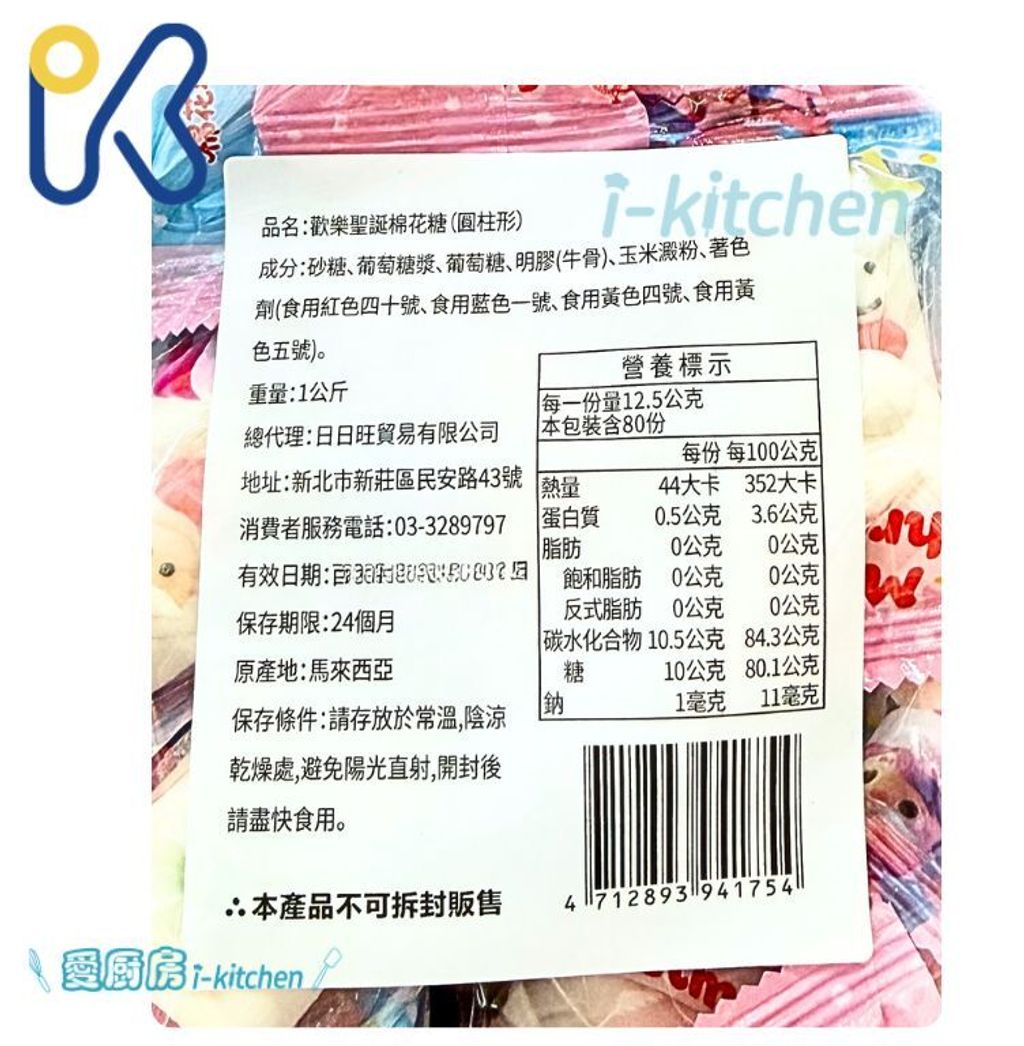 i-kitchen
品名:歡樂聖誕棉花糖(圓柱形)
成分:砂糖、葡萄糖漿、葡萄糖、明膠(牛骨)、玉米澱粉、著色
劑(食用紅色四十號、食用藍色一號、食用黃色四號、食用黃
色五號)。
重量:1公斤
總代理:日日旺貿易有限公司
地址:新北市新莊區民安路43號
消費者服務電話:03-3289797
有效日期:
保存期限:24個月
原產地:馬來西亞
保存條件:請存放於常溫,陰涼
乾燥處,避免陽光直射,開封後
請盡快食用。
∴本產品不可拆封販售
營養標示
每一份量12.5公克
本包裝含80份
每份 每100公克
熱量 44大卡 352大卡
蛋白質 0.5公克 3.6公克
脂肪 0公克 0公克
飽和脂肪 0公克 0公克
反式脂肪 0公克 0公克
碳水化合物 10.5公克 84.3公克
糖 10公克 80.1公克
鈉 1毫克 11毫克
4 712893 941754
愛廚房 i-kitchen